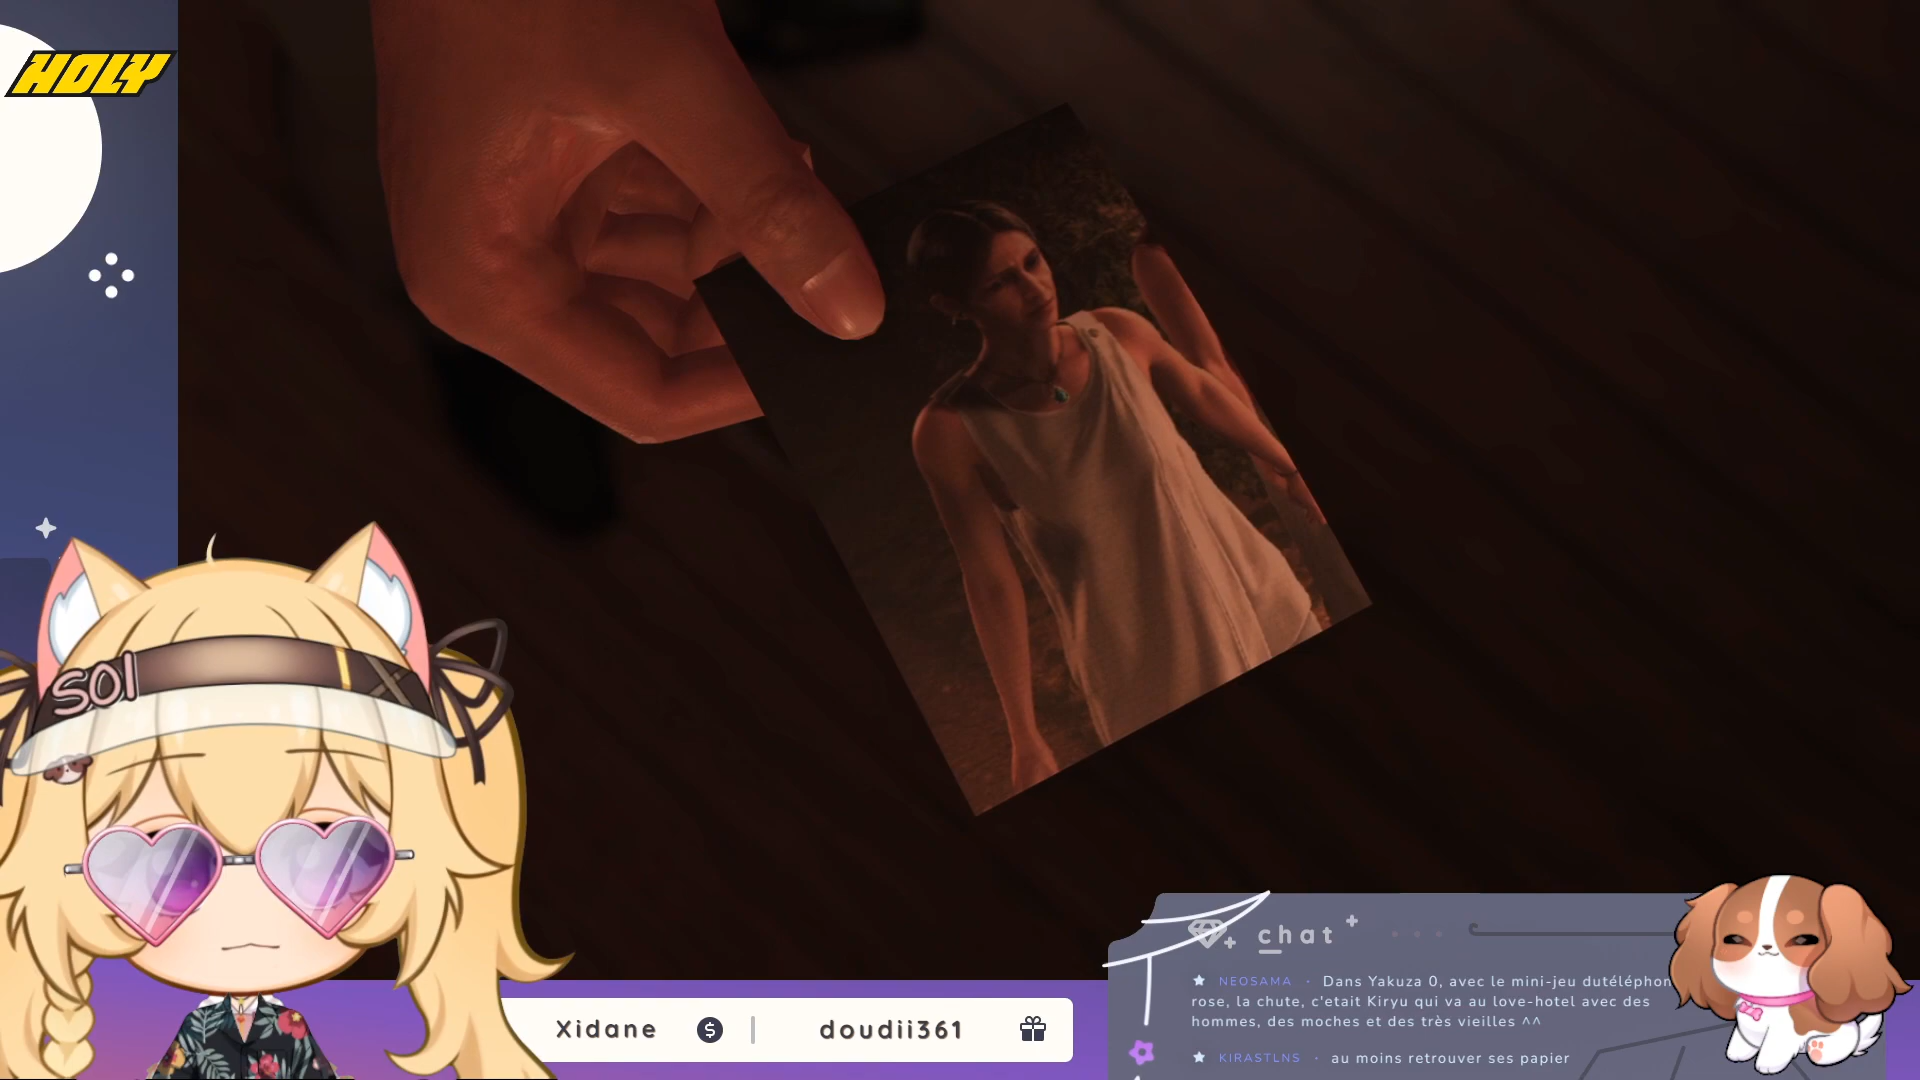 HOLY
SOI
chat
NEOSAMA · Dans Yakuza 0, avec le mini-jeu dutéléphon
rose, la chute, c'etait Kiryu qui va au love-hotel avec des
hommes, des moches et des très vieilles ^^
KIRASTLNS · au moins retrouver ses papier
Xidane
doudii361